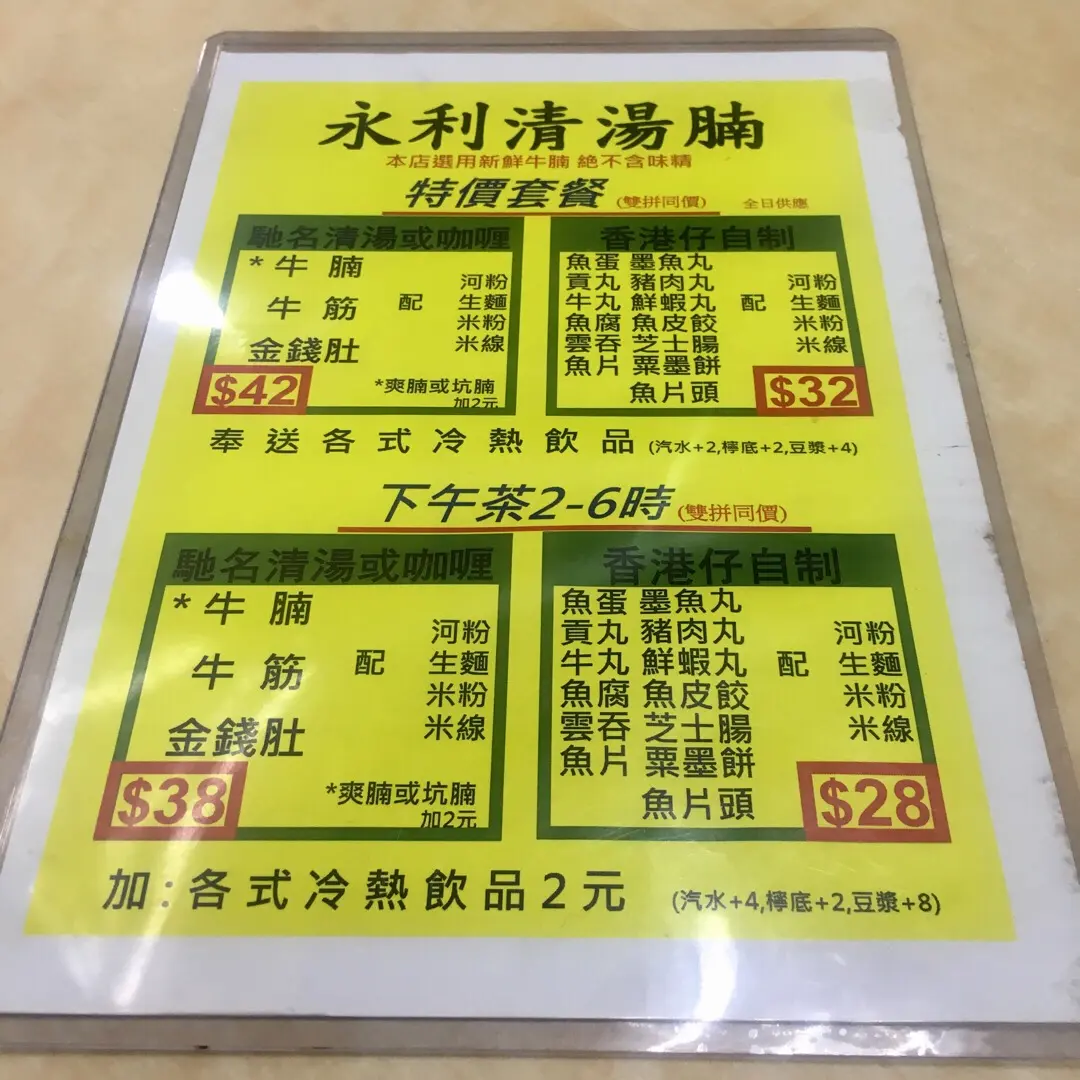 永利清湯腩
本店選用新鮮牛腩 絕不含味精
特價套餐 (雙拼同價) 全日供應
馳名清湯或咖喱
*牛 腩
牛 筋
金錢肚
配
河粉
生麵
米粉
米線
$42
*爽腩或坑腩
加2元
香港仔自制
魚蛋 墨魚丸
貢丸 豬肉丸
牛丸 鮮蝦丸
魚腐 魚皮餃
雲吞 芝士腸
魚片 粟墨餅
魚片頭
配
河粉
生麵
米粉
米線
$32
奉送各式冷熱飲品 (汽水+2,檸底+2,豆漿+4)
下午茶2-6時 (雙拼同價)
馳名清湯或咖喱
*牛 腩
牛 筋
金錢肚
配
河粉
生麵
米粉
米線
$38
*爽腩或坑腩
加2元
香港仔自制
魚蛋 墨魚丸
貢丸 豬肉丸
牛丸 鮮蝦丸
魚腐 魚皮餃
雲吞 芝士腸
魚片 粟墨餅
魚片頭
配
河粉
生麵
米粉
米線
$28
加:各式冷熱飲品2元 (汽水+4,檸底+2,豆漿+8)